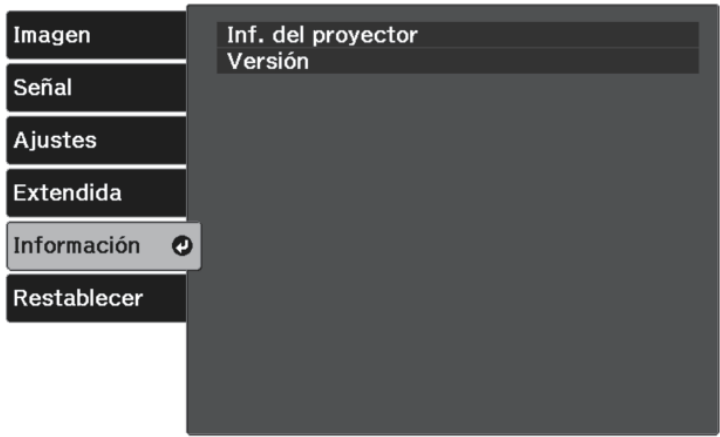 Imagen
Señal
Ajustes
Extendida
Información
Restablecer
Inf. del proyector
Versión